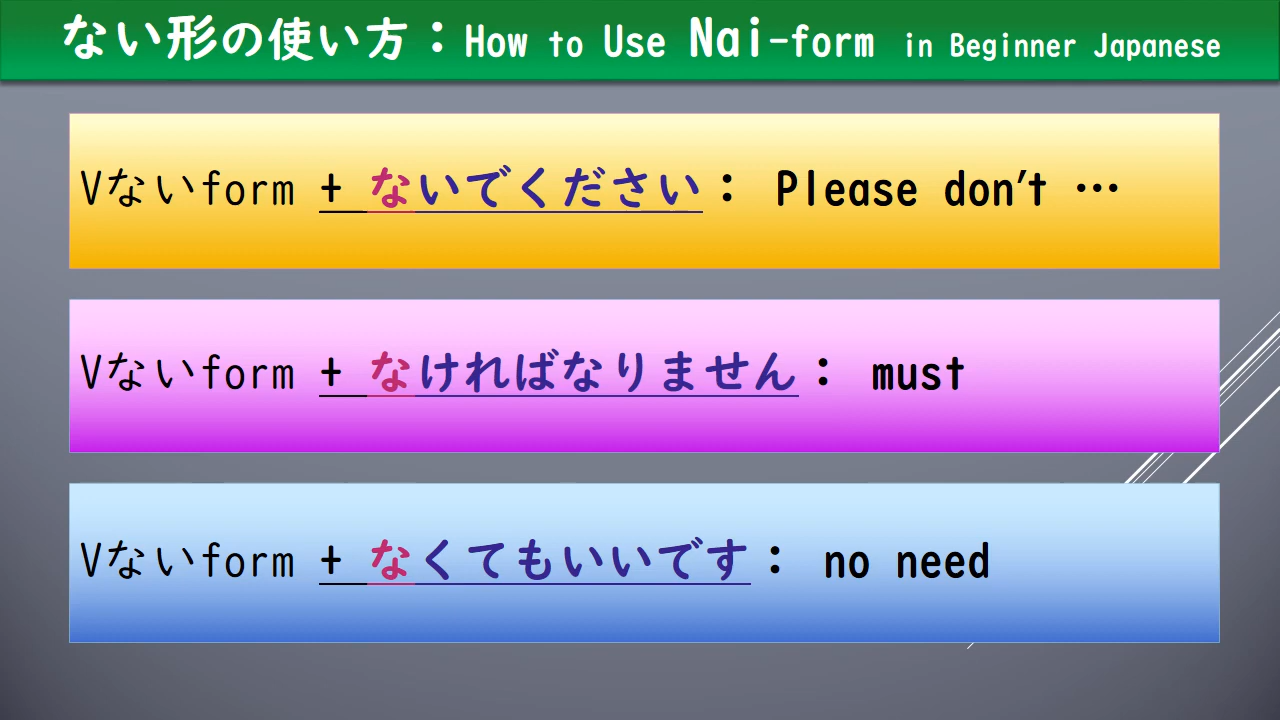 ない形の使い方：How to Use Nai-form in Beginner Japanese
Vないform + ないでください： Please don't …
Vないform + なければなりません： must
Vないform + なくてもいいです： no need